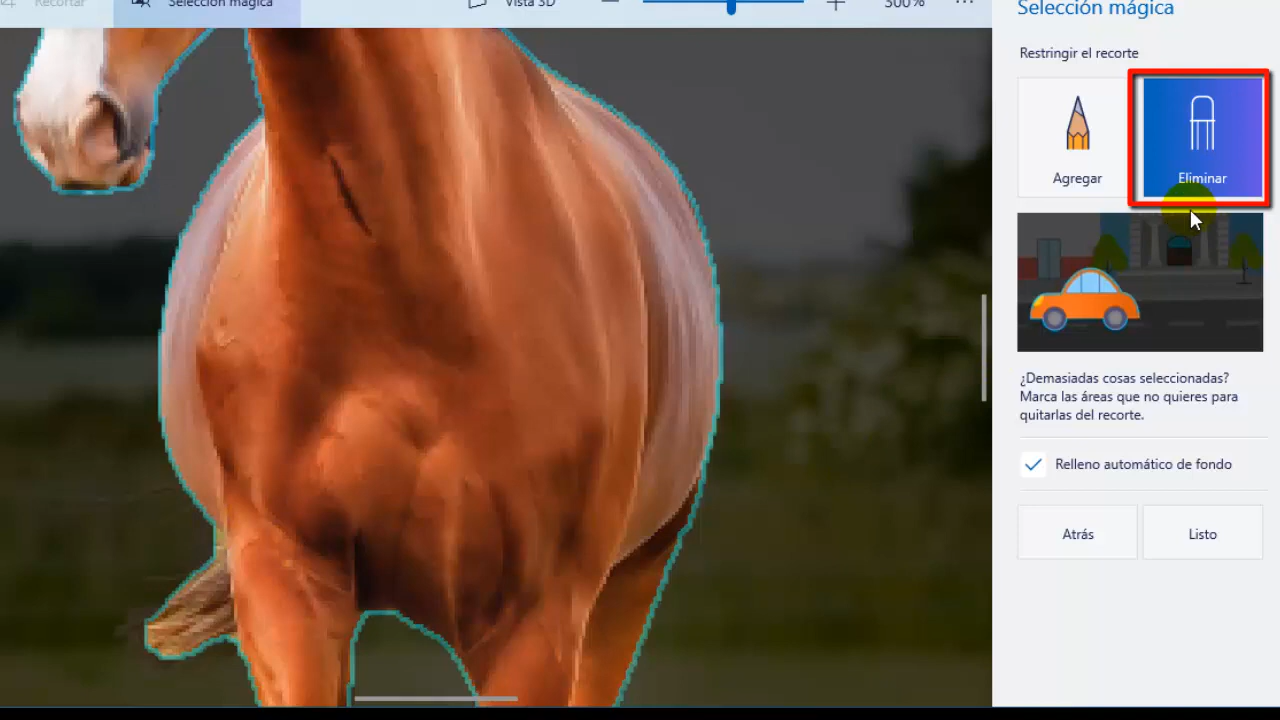 Recortar
Selección mágica
Vista 3D
300%
Selección mágica
Restringir el recorte
Agregar
Eliminar
¿Demasiadas cosas seleccionadas?
Marca las áreas que no quieres para
quitarlas del recorte.
Relleno automático de fondo
Atrás
Listo